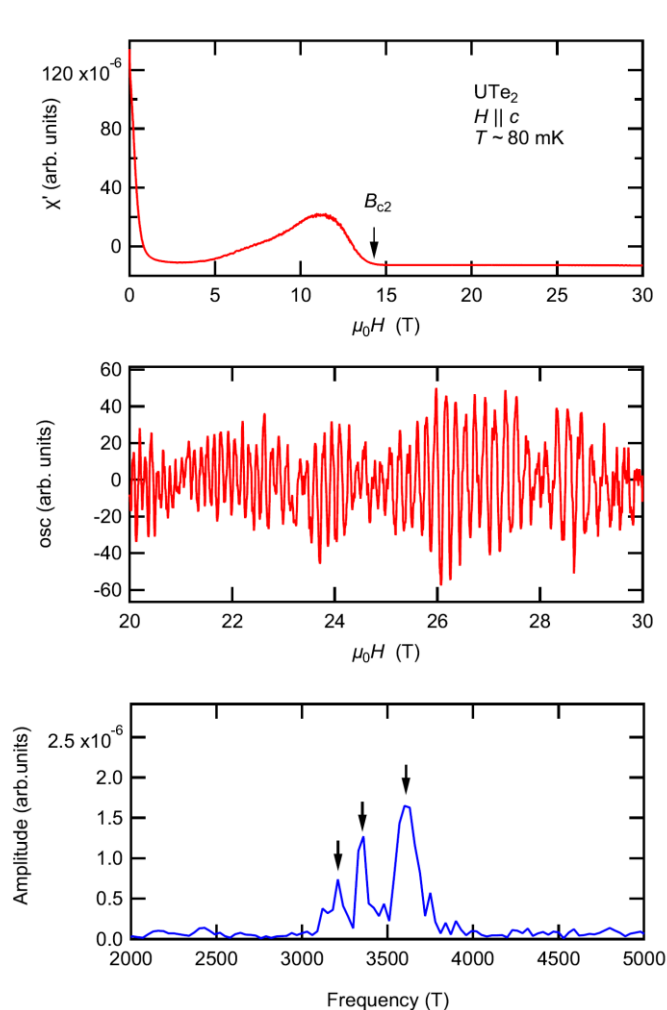 120 x10-6
80
40
0
χ' (arb. units)
UTe2
H || c
T ~ 80 mK
Bc2
0 5 10 15 20 25 30
μ0H (T)
60
40
20
0
-20
-40
-60
osc (arb. units)
20 22 24 26 28 30
μ0H (T)
2.5 x10-6
2.0
1.5
1.0
0.5
0.0
Amplitude (arb.units)
2000 2500 3000 3500 4000 4500 5000
Frequency (T)